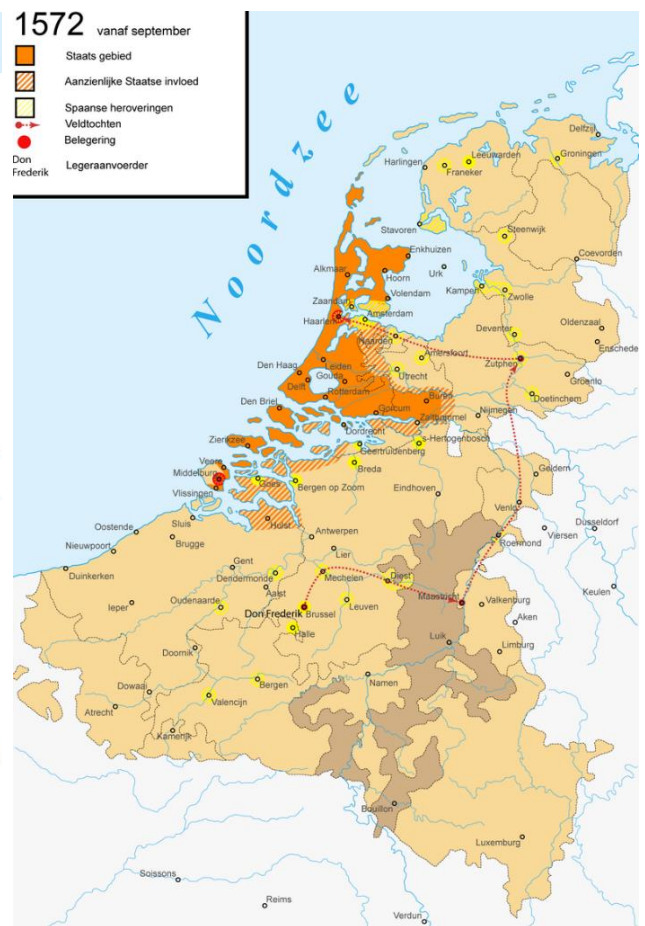 1572 vanaf september
Staats gebied
Aanzienlijke Staatse invloed
Spaanse heroveringen
Veldtochten
Belegering
Don
Frederik
Legeraanvoerder
Noordzee
Delfzijl
Groningen
Leeuwarden
Harlingen
Franeker
Stavoren
Steenwijk
Coevorden
Enkhuizen
Hoorn
Urk
Alkmaar
Volendam
Kampen
Zwolle
Zaandam
Haarlem
Amsterdam
Naarden
Deventer
Oldenzaal
Enschede
Amersfoort
Zutphen
Leiden
Utrecht
Groenlo
Doetinchem
Den Haag
Gouda
Delft
Rotterdam
Buren
Den Briel
Gorcum
Zaltbommel
Nijmegen
Dordrecht
Zierikzee
Geertruidenberg
s-Hertogenbosch
Veere
Middelburg
Goes
Breda
Bergen op Zoom
Vlissingen
Eindhoven
Geldern
Venlo
Hulst
Sluis
Oostende
Brugge
Nieuwpoort
Antwerpen
Roermond
Viersen
Düsseldorf
Lier
Duinkerken
Gent
Dendermonde
Mechelen
Diest
Keulen
Aalst
Maastricht
Valkenburg
Ieper
Oudenaarde
Don Frederik
Brussel
Leuven
Aken
Halle
Luik
Limburg
Doornik
Dowaai
Bergen
Namen
Valencijn
Atrecht
Kamerijk
Bouillon
Luxemburg
Soissons
Reims
Verdun